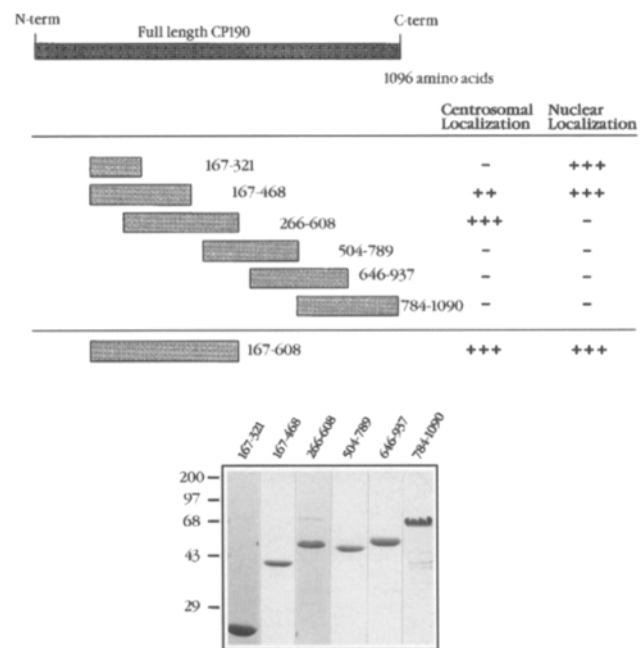 N-term C-term
Full length CP190
1096 amino acids
Centrosomal Nuclear
Localization Localization
167-321 - +++
167-468 ++ +++
266-608 +++ -
504-789 - -
646-937 - -
784-1090 - -
167-608 +++ +++
167-321 167-468 266-608 504-789 646-937 784-1090
200
97
68
43
29